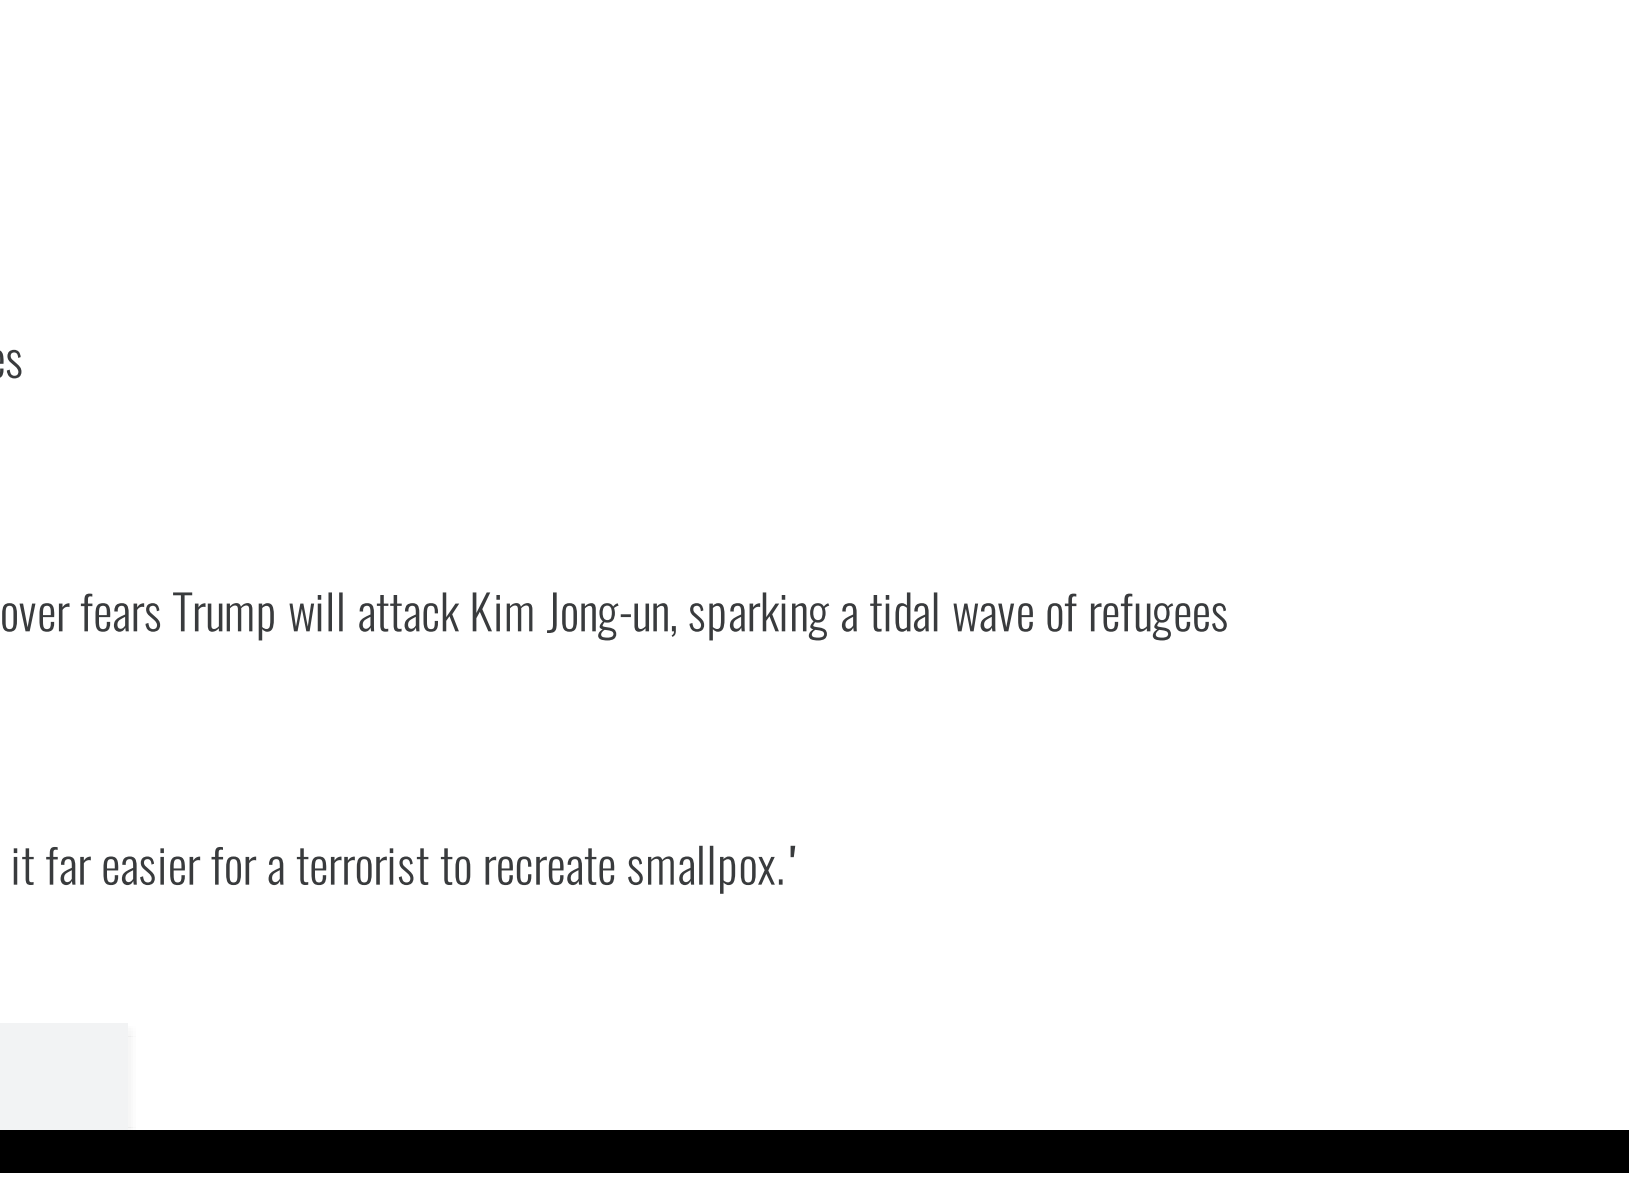 es
over fears Trump will attack Kim Jong-un, sparking a tidal wave of refugees
it far easier for a terrorist to recreate smallpox.'